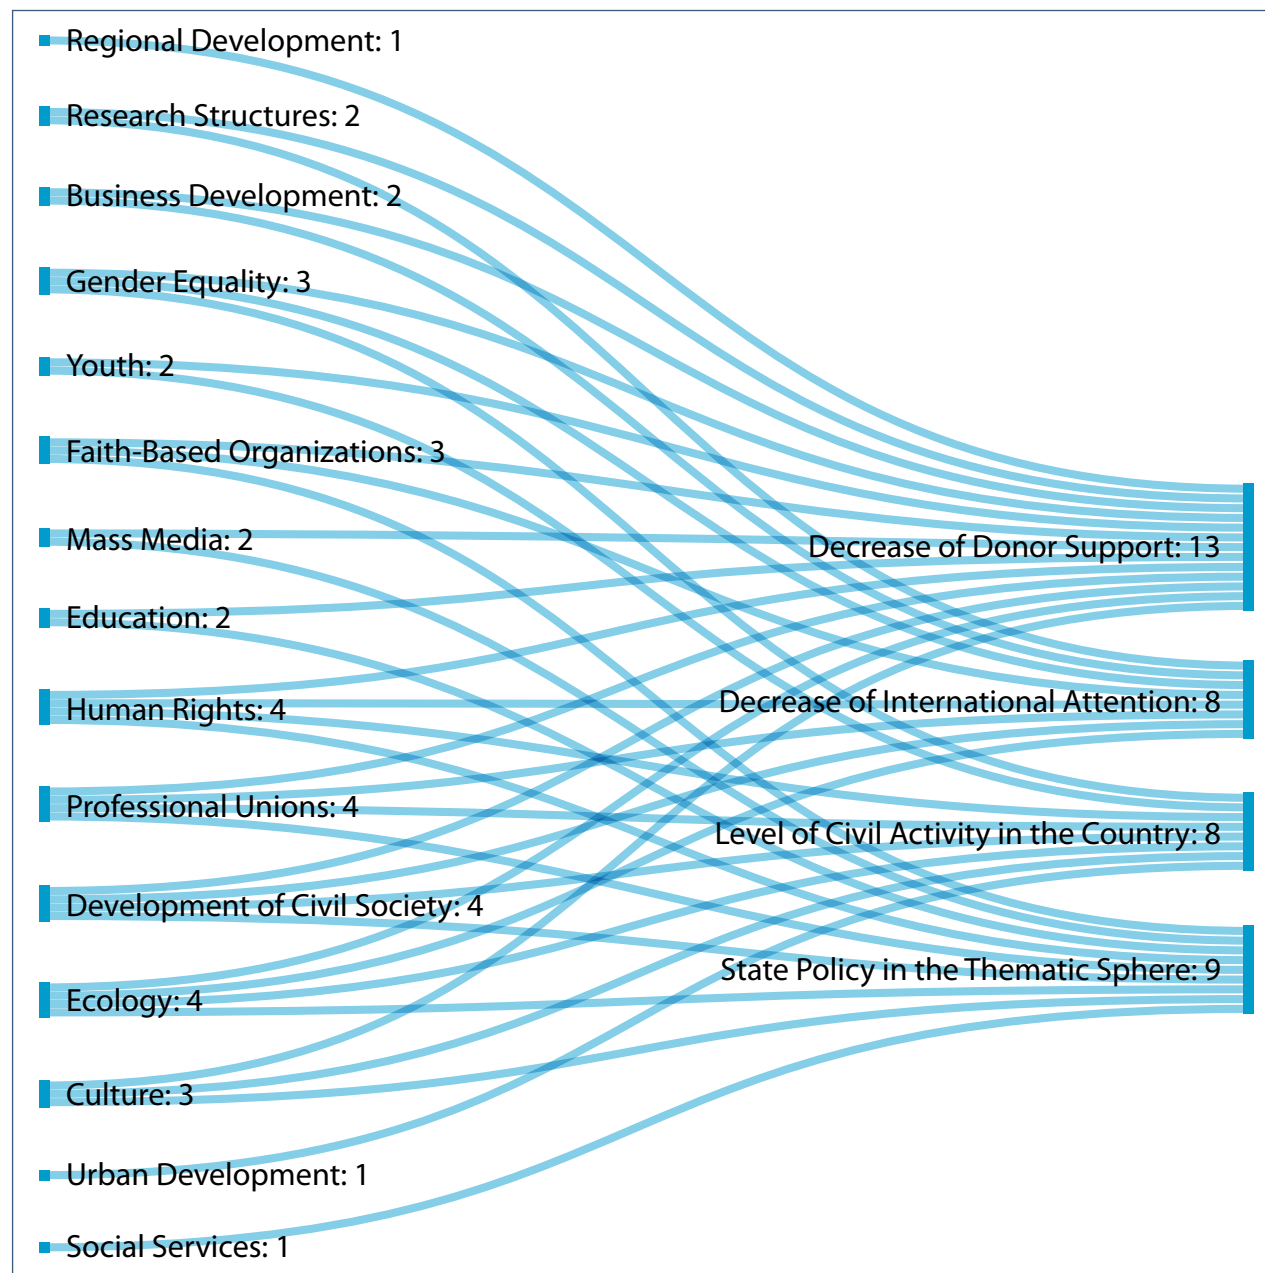 Regional Development: 1
Research Structures: 2
Business Development: 2
Gender Equality: 3
Youth: 2
Faith-Based Organizations: 3
Mass Media: 2
Education: 2
Human Rights: 4
Professional Unions: 4
Development of Civil Society: 4
Ecology: 4
Culture: 3
Urban Development: 1
Social Services: 1
Decrease of Donor Support: 13
Decrease of International Attention: 8
Level of Civil Activity in the Country: 8
State Policy in the Thematic Sphere: 9